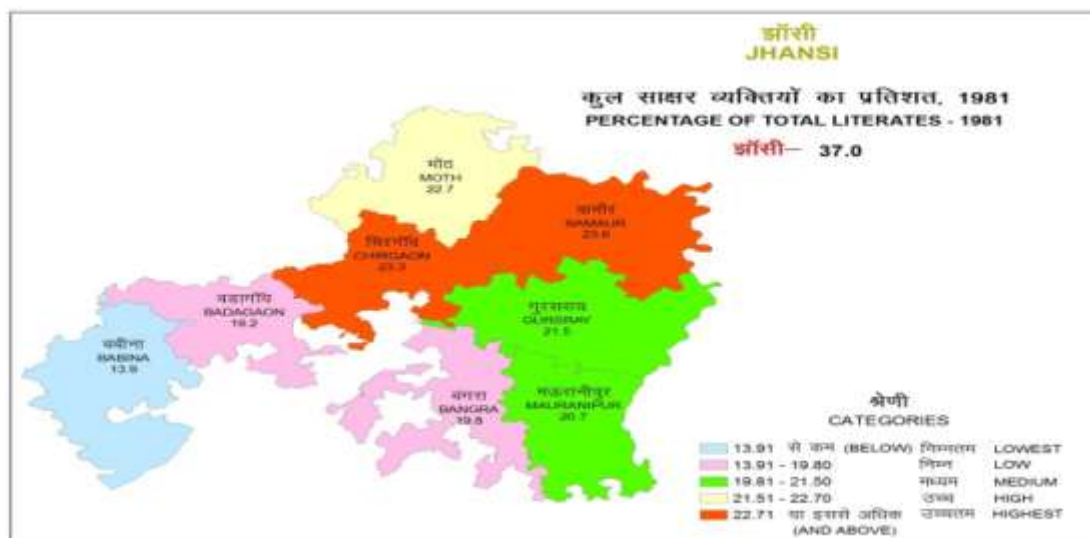 झॉसी
JHANSI
कुल साक्षर व्यक्तियों का प्रतिशत, 1981
PERCENTAGE OF TOTAL LITERATES - 1981
झॉसी— 37.0
मोठ
MOTH
22.7
बामौर
BAMAUR
23.6
चिरगॉव
CHIRGAON
23.3
बडागॉव
BADAGAON
19.2
गुरसराय
GURSRAY
21.5
बबीना
BABINA
13.9
बंगरा
BANGRA
19.8
मऊरानीपुर
MAURANIPUR
20.7
श्रेणी
CATEGORIES
13.91 से कम (BELOW) निम्नतम LOWEST
13.91 - 19.80 निम्न LOW
19.81 - 21.50 मध्यम MEDIUM
21.51 - 22.70 उच्च HIGH
22.71 या इससे अधिक उच्चतम HIGHEST
(AND ABOVE)